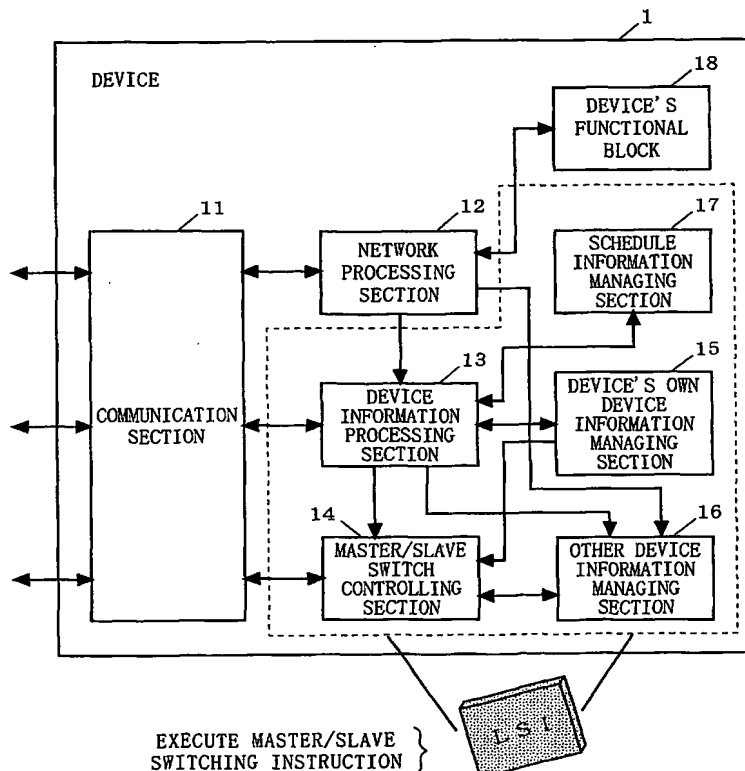 1
DEVICE
18
DEVICE'S
FUNCTIONAL
BLOCK
11
12
17
NETWORK
PROCESSING
SECTION
SCHEDULE
INFORMATION
MANAGING
SECTION
13
15
COMMUNICATION
SECTION
DEVICE
INFORMATION
PROCESSING
SECTION
DEVICE'S OWN
DEVICE
INFORMATION
MANAGING
SECTION
14
16
MASTER/SLAVE
SWITCH
CONTROLLING
SECTION
OTHER DEVICE
INFORMATION
MANAGING
SECTION
LSI
EXECUTE MASTER/SLAVE
SWITCHING INSTRUCTION